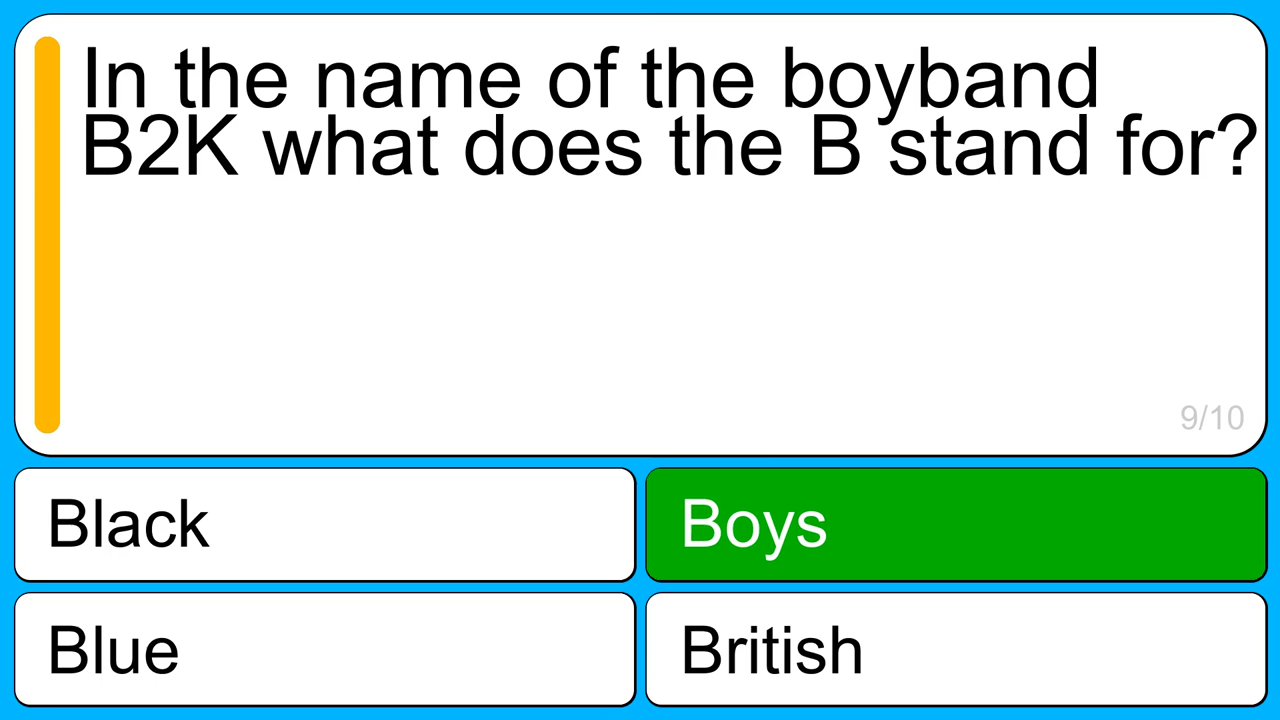 In the name of the boyband
B2K what does the B stand for?
9/10
Black
Boys
Blue
British